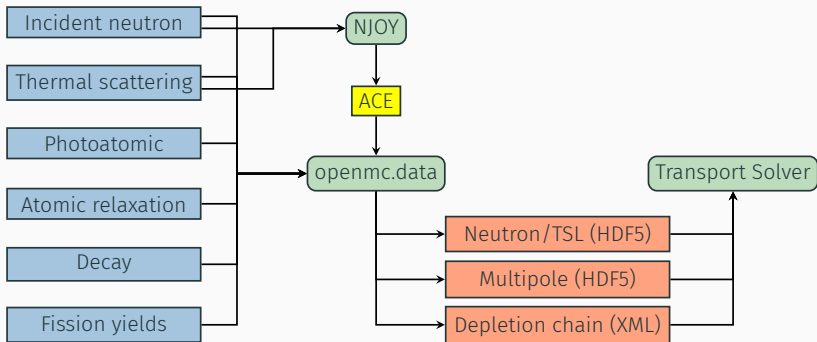 Incident neutron
Thermal scattering
Photoatomic
Atomic relaxation
Decay
Fission yields
NJOY
ACE
openmc.data
Neutron/TSL (HDF5)
Multipole (HDF5)
Depletion chain (XML)
Transport Solver